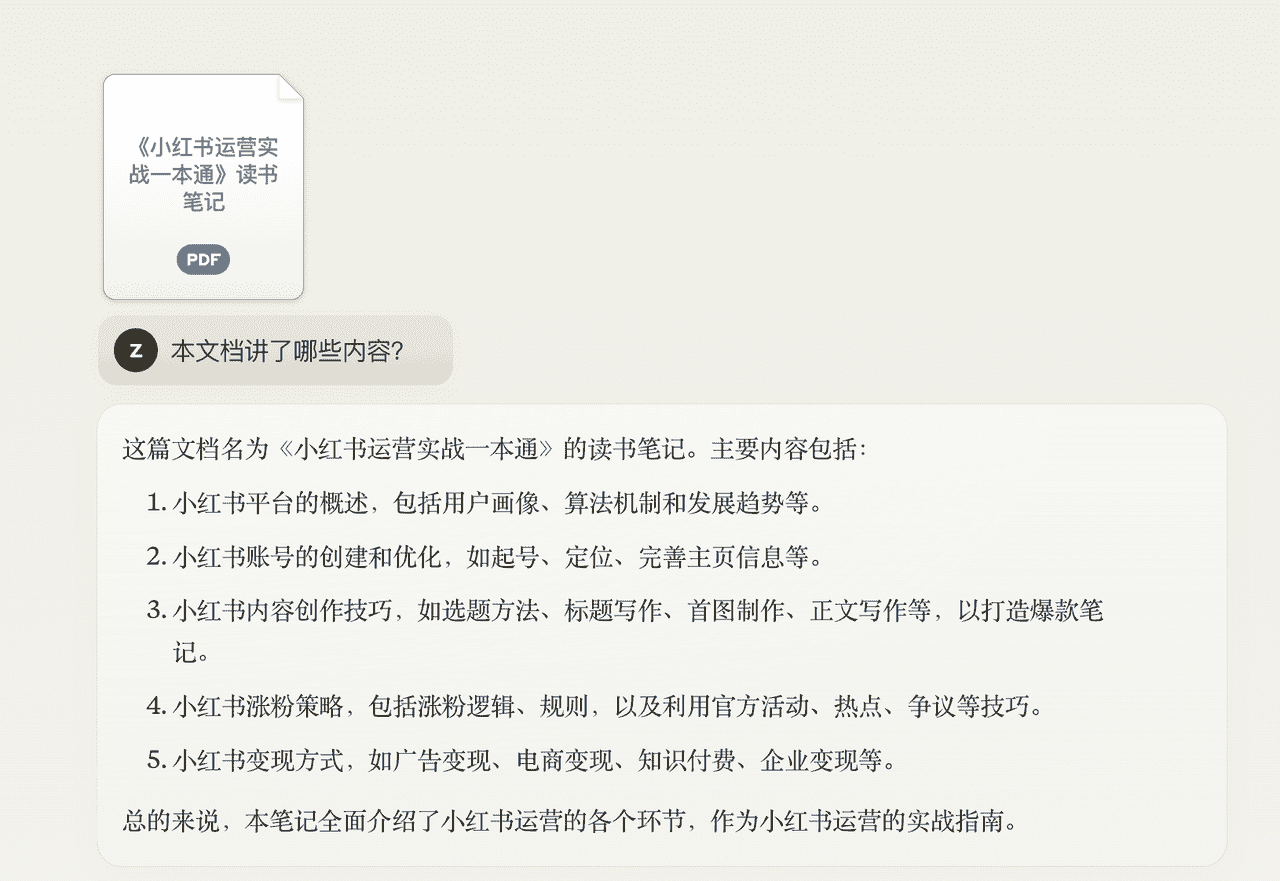 《小红书运营实
战一本通》读书
笔记
PDF
Z
本文档讲了哪些内容?
这篇文档名为《小红书运营实战一本通》的读书笔记。主要内容包括:
1. 小红书平台的概述，包括用户画像、算法机制和发展趋势等。
2. 小红书账号的创建和优化，如起号、定位、完善主页信息等。
3. 小红书内容创作技巧，如选题方法、标题写作、首图制作、正文写作等，以打造爆款笔
记。
4. 小红书涨粉策略，包括涨粉逻辑、规则，以及利用官方活动、热点、争议等技巧。
5. 小红书变现方式，如广告变现、电商变现、知识付费、企业变现等。
总的来说，本笔记全面介绍了小红书运营的各个环节，作为小红书运营的实战指南。